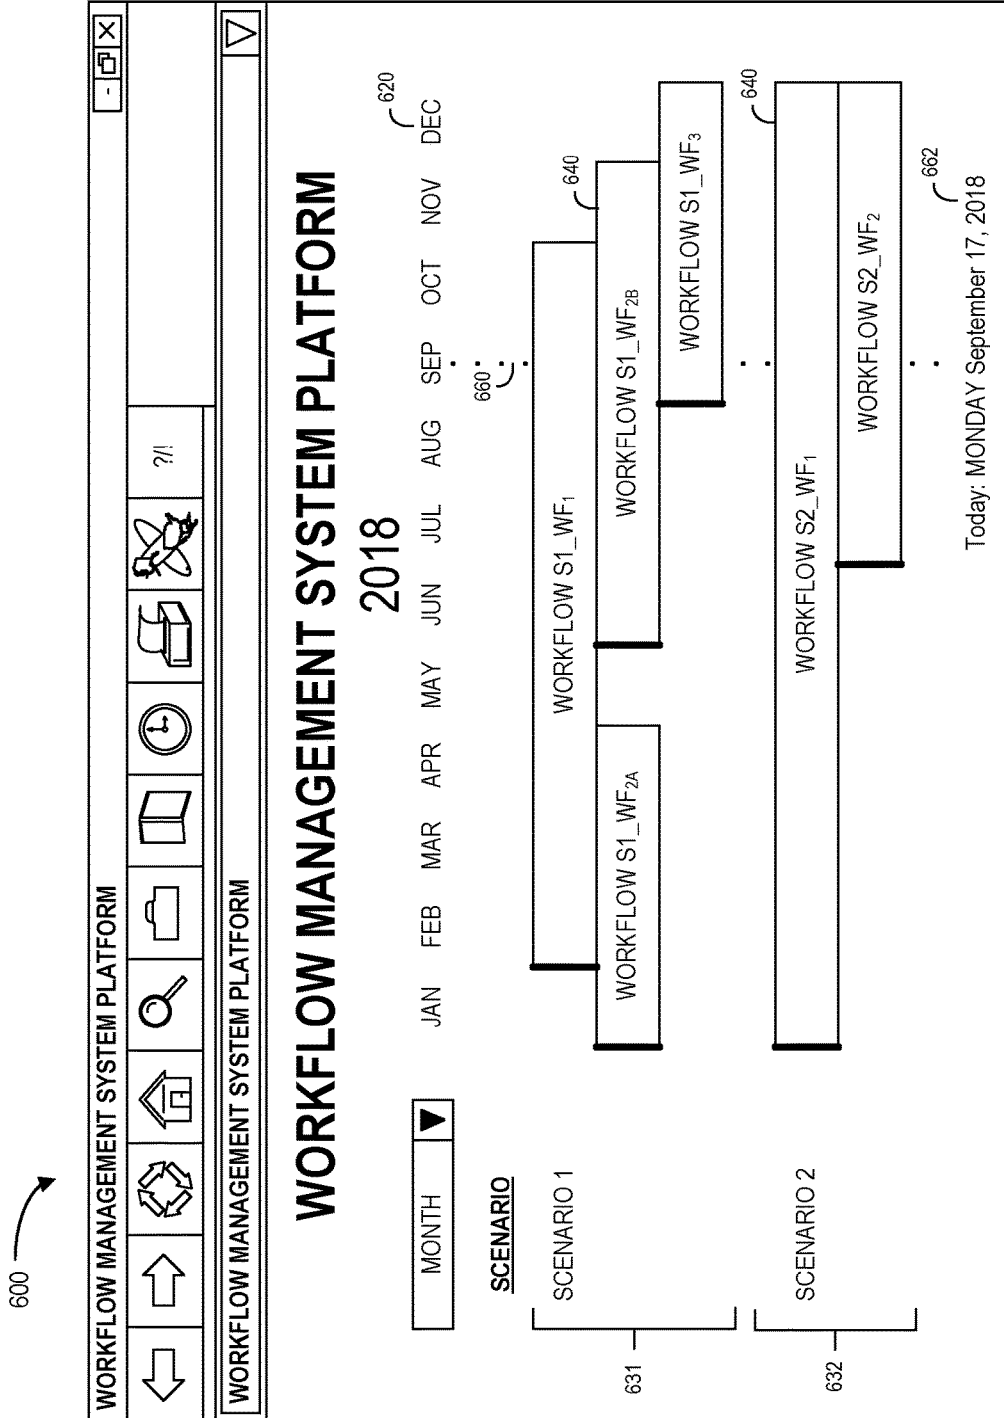 600
WORKFLOW MANAGEMENT SYSTEM PLATFORM
- X
?/!
WORKFLOW MANAGEMENT SYSTEM PLATFORM
WORKFLOW MANAGEMENT SYSTEM PLATFORM
2018
620
MONTH
JAN FEB MAR APR MAY JUN JUL AUG SEP OCT NOV DEC
SCENARIO
660
631
SCENARIO 1
WORKFLOW S1_WF1
640
WORKFLOW S1_WF2A
WORKFLOW S1_WF2B
WORKFLOW S1_WF3
632
SCENARIO 2
640
WORKFLOW S2_WF1
WORKFLOW S2_WF2
662
Today: MONDAY September 17, 2018